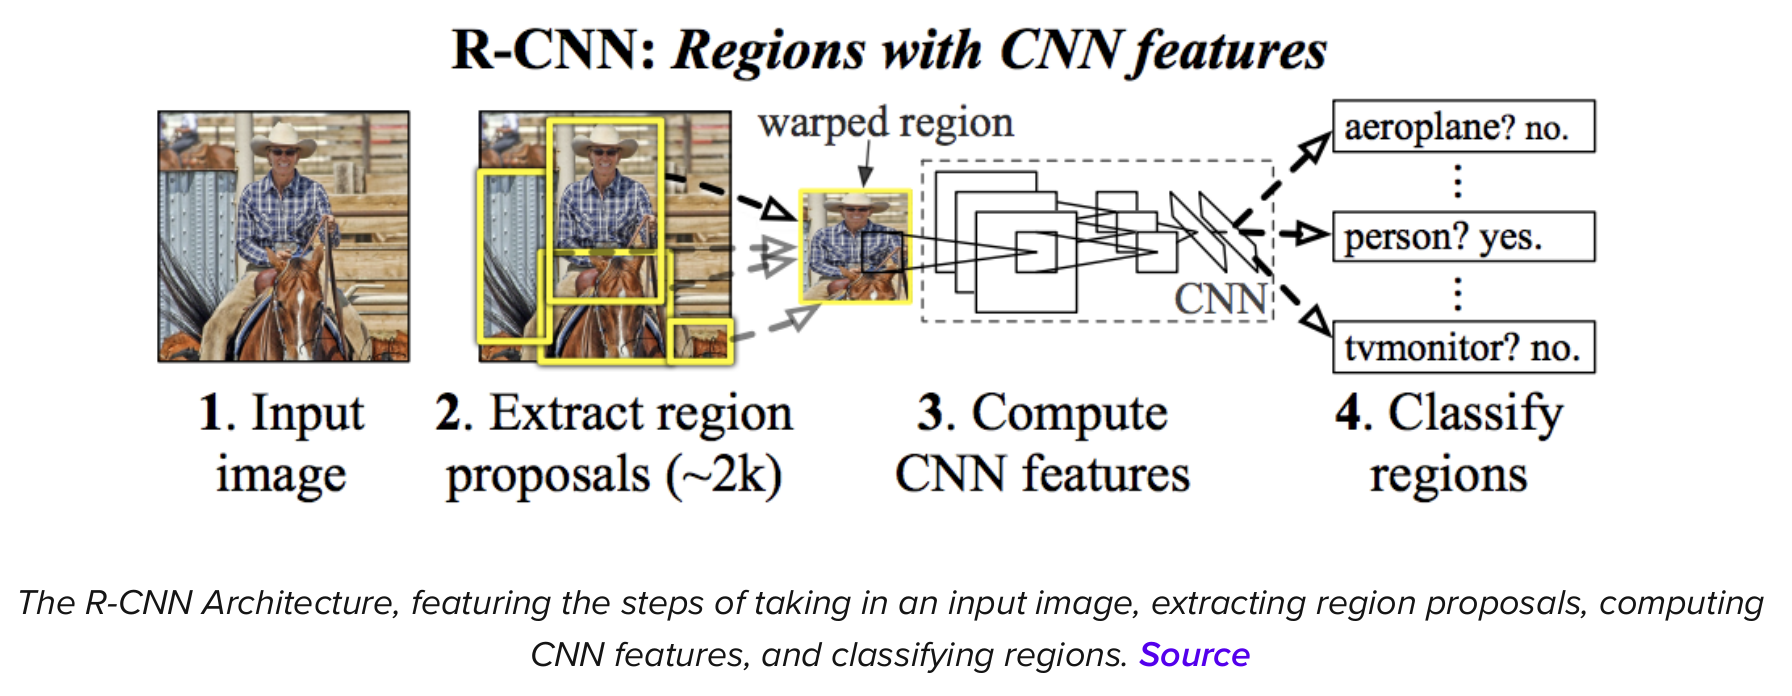 R-CNN: Regions with CNN features
warped region
aeroplane? no.
person? yes.
CNN
tvmonitor? no.
1. Input
image
2. Extract region
proposals (~2k)
3. Compute
CNN features
4. Classify
regions
The R-CNN Architecture, featuring the steps of taking in an input image, extracting region proposals, computing
CNN features, and classifying regions. Source